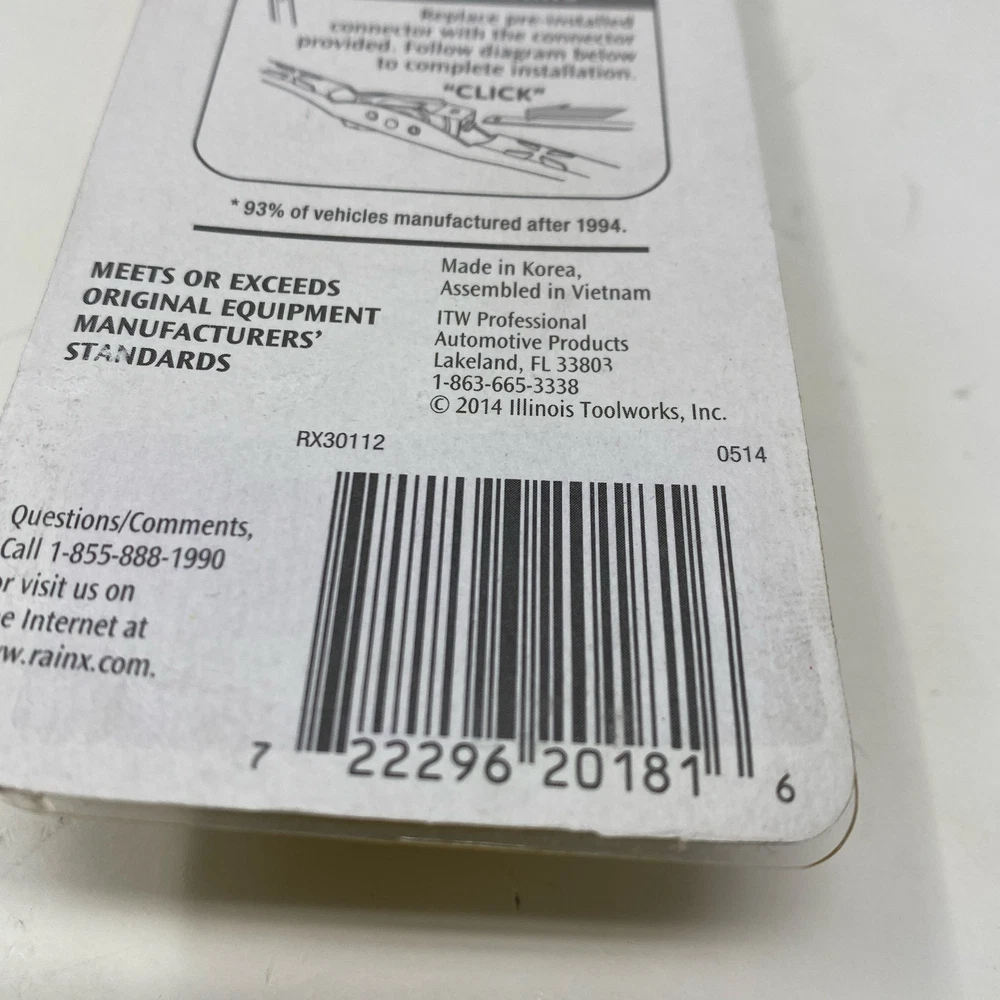 Replace pre-installed
connector with the connector
provided. Follow diagram below
to complete installation.
"CLICK"
* 93% of vehicles manufactured after 1994.
MEETS OR EXCEEDS
ORIGINAL EQUIPMENT
MANUFACTURERS'
STANDARDS
Made in Korea,
Assembled in Vietnam
ITW Professional
Automotive Products
Lakeland, FL 33803
1-863-665-3338
© 2014 Illinois Toolworks, Inc.
RX30112
0514
Questions/Comments,
Call 1-855-888-1990
or visit us on
e Internet at
w.rainx.com.
7 22296 20181 6